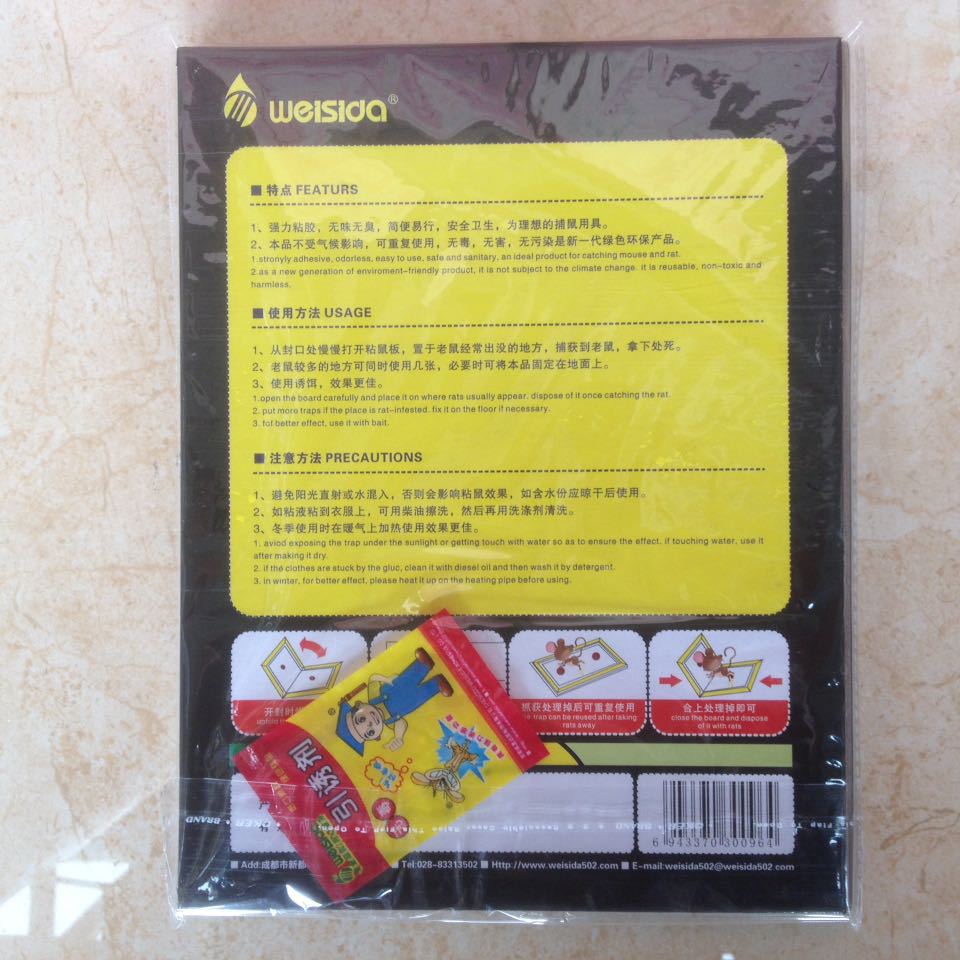 weisida®
■ 特点 FEATURS
1、强力粘胶，无味无臭，简便易行，安全卫生，为理想的捕鼠用具。
2、本品不受气候影响，可重复使用，无毒，无害，无污染是新一代绿色环保产品。
1.stronyly adhesive, odorless, easy to use, safe and sanitary, an ideal product for catching mouse and rat.
2.as a new generation of enviroment-friendly product, it is not subject to the climate change. it is reusable, non-toxic and
harmless.
■ 使用方法 USAGE
1、从封口处慢慢打开粘鼠板，置于老鼠经常出没的地方，捕获到老鼠，拿下处死。
2、老鼠较多的地方可同时使用几张，必要时可将本品固定在地面上。
3、使用诱饵，效果更佳。
1.open the board carefully and place it on where rats usually appear. dispose of it once catching the rat.
2. put more traps if the place is rat-infested. fix it on the floor if necessary.
3. fof better effect, use it with bait.
■ 注意方法 PRECAUTIONS
1、避免阳光直射或水混入，否则会影响粘鼠效果，如含水份应晾干后使用。
2、如粘液粘到衣服上，可用柴油擦洗，然后再用洗涤剂清洗。
3、冬季使用时在暖气上加热使用效果更佳。
1. aviod exposing the trap under the sunlight or getting touch with water so as to ensure the effect. if touching water, use it
after making it dry.
2. if the clothes are stuck by the gluc, clean it with diesel oil and then wash it by detergent.
3. in winter, for better effect, please heat it up on the heating pipe before using.
开封时
抓获处理掉后可重复使用
trap can be reused after taking
rats away
合上处理掉即可
close the board and dispose
of it with rats
引诱剂
weisida
This Flap To Open
Resealable
BRAND
Flap To Open
6 943370 300964
■ Add:成都市新都
Tel:028-83313502 ■ Http://www.weisida502.com ■ E-mail:weisida502@weisida502.com